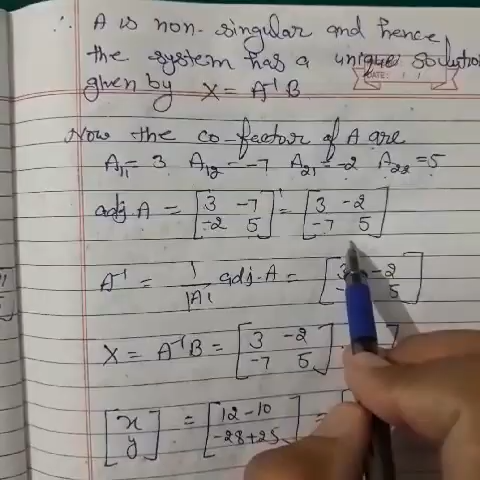 ∴ A is non-singular and hence,
the system has a unique solution
DATE: / /
given by X = A⁻¹B
Now the co-factor of A are
A₁₁ = 3 A₁₂ = -7 A₂₁ = -2 A₂₂ = 5
adj. A = [3 -7 -2 5]' = [3 -2 -7 5]
A⁻¹ = 1/|A| adj. A = [3 -2 5]
X = A⁻¹B = [3 -2 -7 5]
[x y] = [12-10 -28+25] =